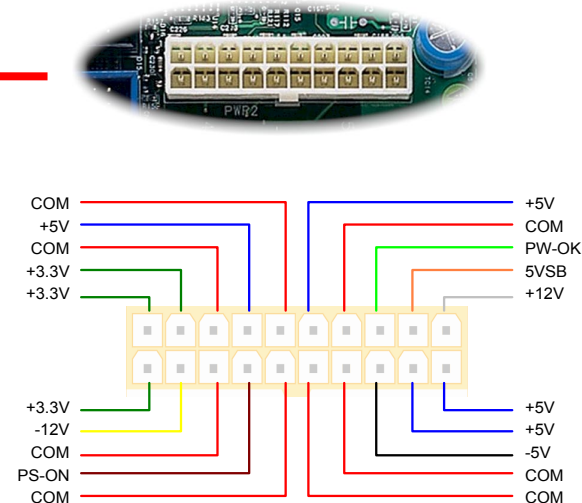 PWR2
COM
+5V
COM
+3.3V
+3.3V
+5V
COM
PW-OK
5VSB
+12V
+3.3V
-12V
COM
PS-ON
COM
+5V
+5V
-5V
COM
COM